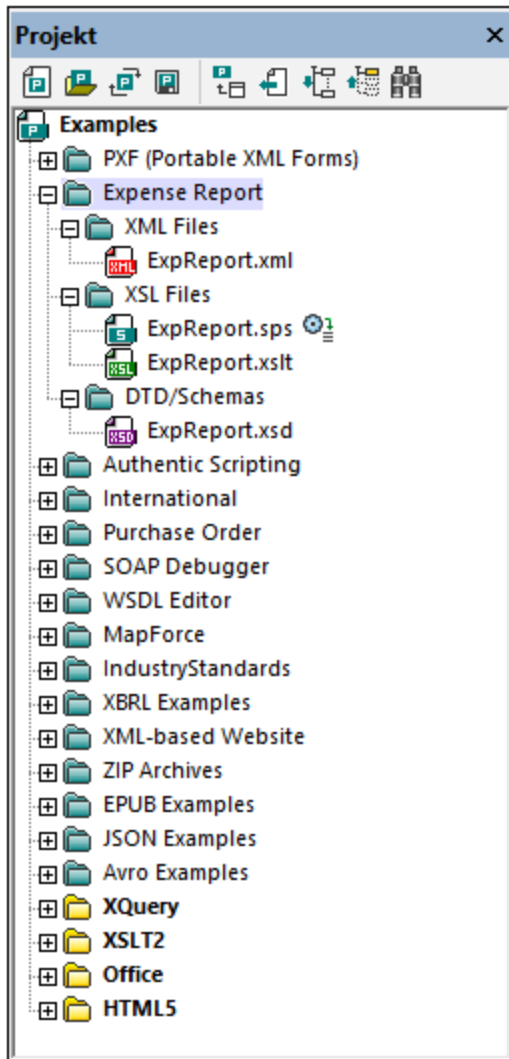 Projekt
Examples
PXF (Portable XML Forms)
Expense Report
XML Files
ExpReport.xml
XSL Files
ExpReport.sps
ExpReport.xslt
DTD/Schemas
ExpReport.xsd
Authentic Scripting
International
Purchase Order
SOAP Debugger
WSDL Editor
MapForce
IndustryStandards
XBRL Examples
XML-based Website
ZIP Archives
EPUB Examples
JSON Examples
Avro Examples
XQuery
XSLT2
Office
HTML5